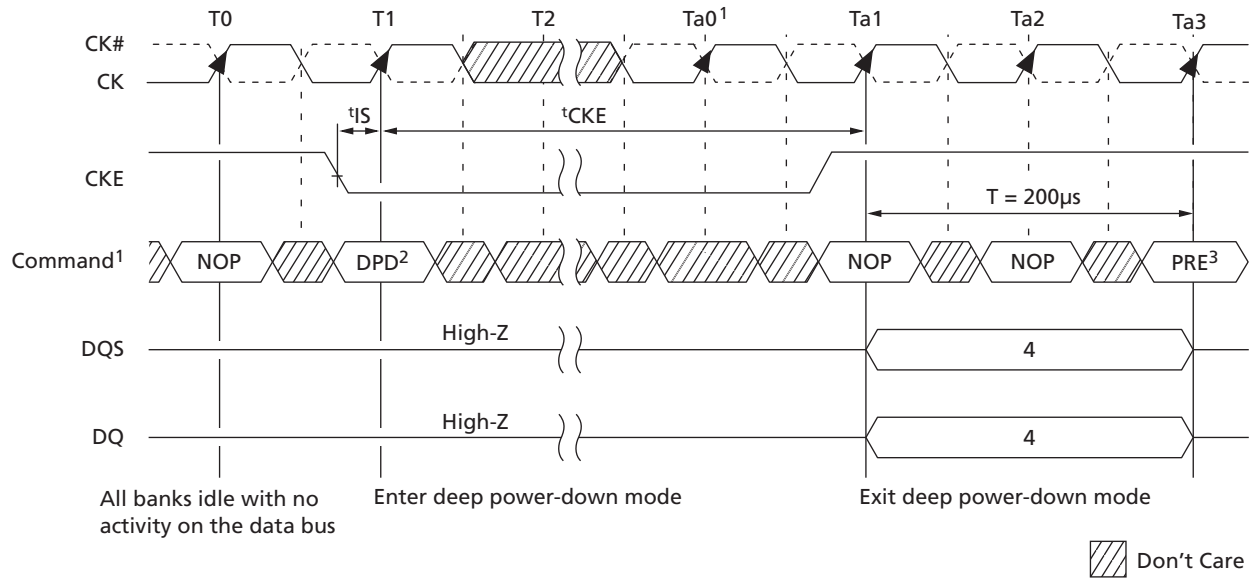 T0 T1 T2 Ta0¹ Ta1 Ta2 Ta3
CK#
CK
ᵗIS ᵗCKE
CKE
T = 200μs
Command¹ NOP DPD² NOP NOP PRE³
DQS High-Z 4
DQ High-Z 4
All banks idle with no
activity on the data bus
Enter deep power-down mode
Exit deep power-down mode
Don't Care